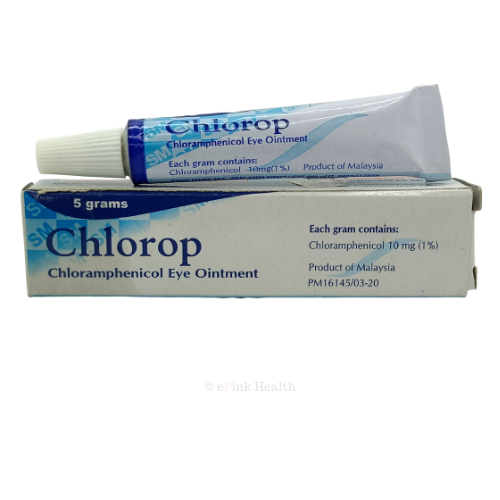 Chlorop
Chloramphenicol Eye Ointment
Each gram contains:
Chloramphenicol 10mg(1%)
Product of Malaysia
5 grams
SM
Chlorop
Chloramphenicol Eye Ointment
Each gram contains:
Chloramphenicol 10 mg (1%)
Product of Malaysia
PM16145/03-20
© ePink Health